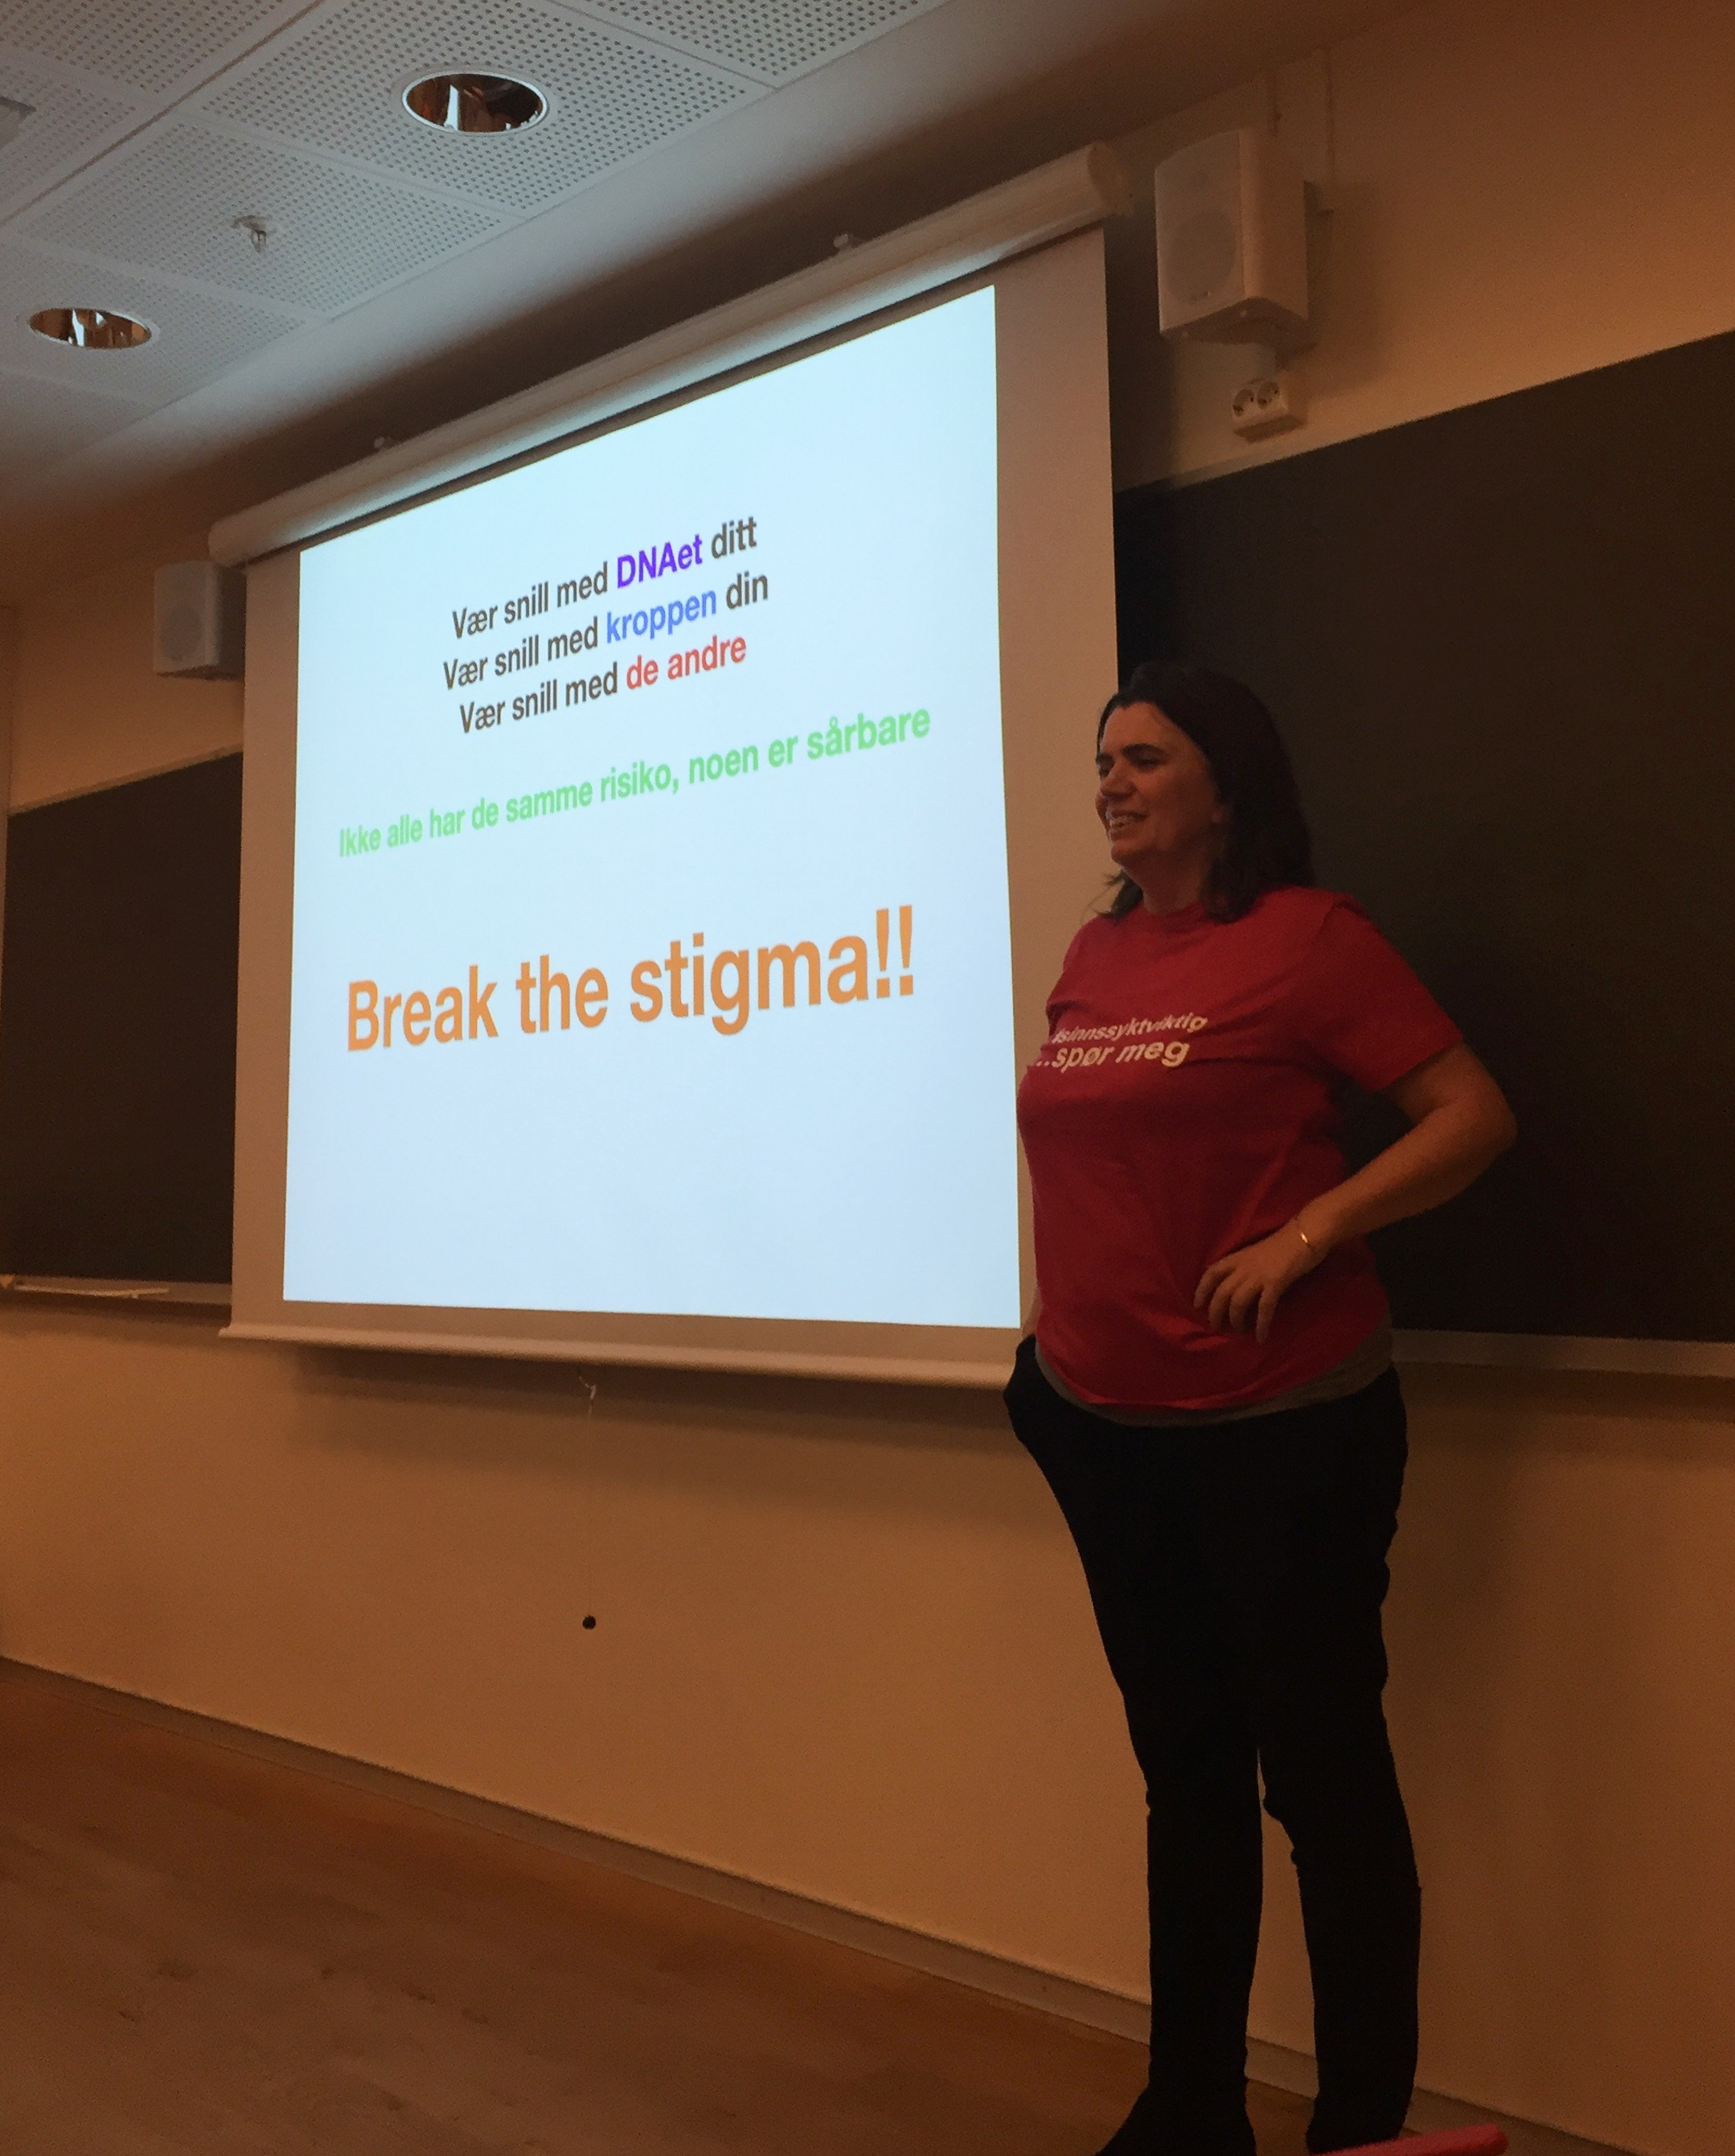 Vær snill med DNAet ditt
Vær snill med kroppen din
Vær snill med de andre
Ikke alle har de samme risiko, noen er sårbare
Break the stigma!!
#sinnssyktviktig
...spør meg